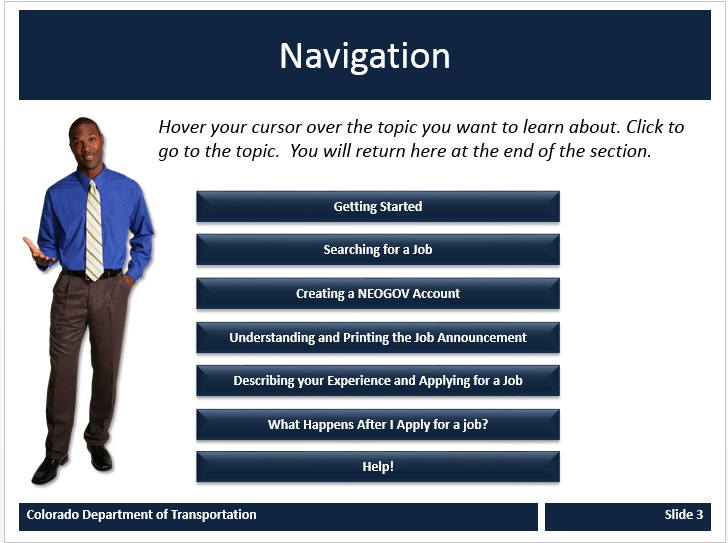 Navigation
Hover your cursor over the topic you want to learn about. Click to
go to the topic.  You will return here at the end of the section.
Getting Started
Searching for a Job
Creating a NEOGOV Account
Understanding and Printing the Job Announcement
Describing your Experience and Applying for a Job
What Happens After I Apply for a job?
Help!
Colorado Department of Transportation
Slide 3